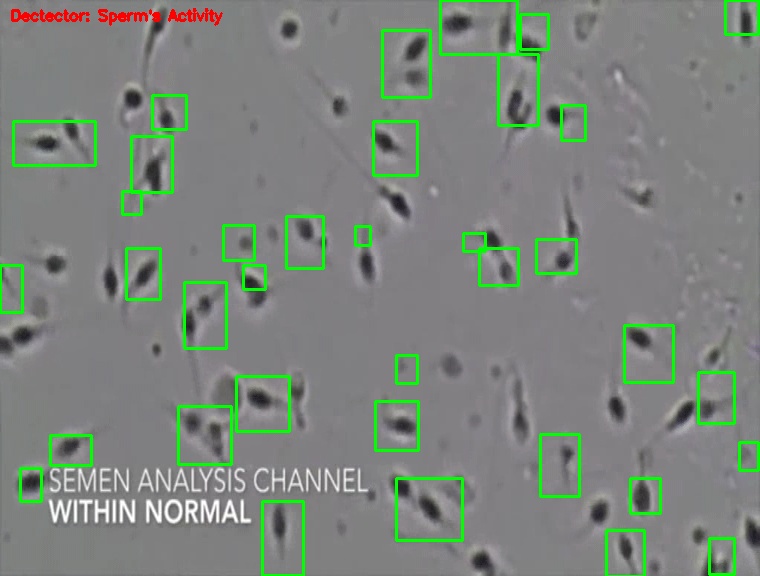 Dectector: Sperm's Activity
SEMEN ANALYSIS CHANNEL
WITHIN NORMAL